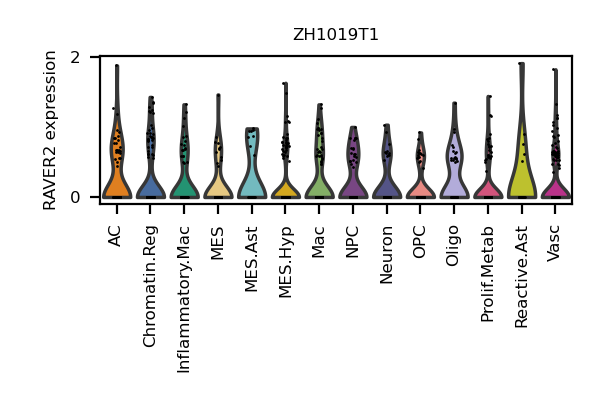 ZH1019T1
RAVER2 expression
2
0
AC
Chromatin.Reg
Inflammatory.Mac
MES
MES.Ast
MES.Hyp
Mac
NPC
Neuron
OPC
Oligo
Prolif.Metab
Reactive.Ast
Vasc